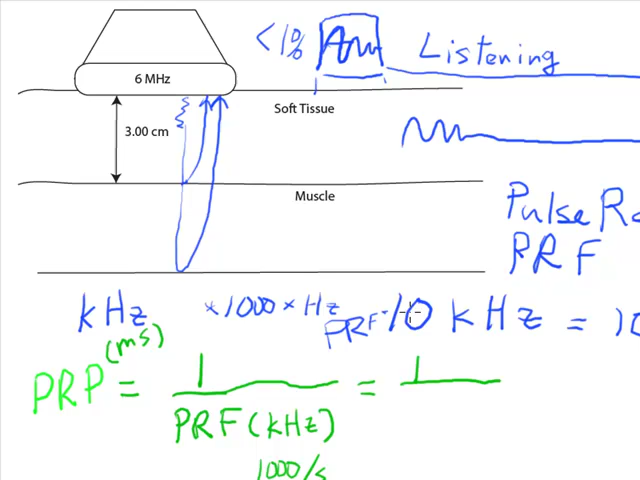 6 MHz
<1% Listening
Soft Tissue
3.00 cm
Muscle
Pulse
PRF
kHz *1000 * Hz
PRF 10 kHz = 10
(ms)
PRP = 1 / PRF (kHz) = 1
1000/s